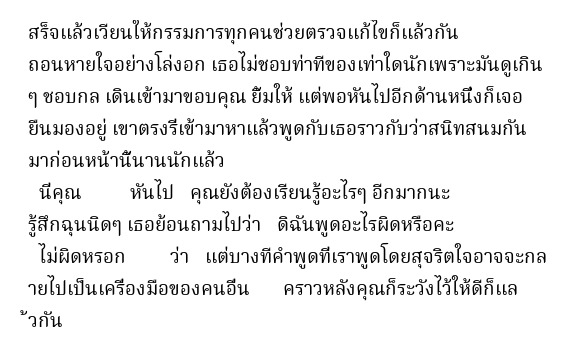 สร็จแล้วเวียนให้กรรมการทุกคนช่วยตรวจแก้ไขก็แล้วกัน
ถอนหายใจอย่างโล่งอก เธอไม่ชอบท่าทีของเท่าใดนักเพราะมันดูเกิน
ๆ ชอบกล เดินเข้ามาขอบคุณ ยิ้มให้ แต่พอหันไปอีกด้านหนึ่งก็เจอ
ยืนมองอยู่ เขาตรงรี่เข้ามาหาแล้วพูดกับเธอราวกับว่าสนิทสนมกัน
มาก่อนหน้านี้นานนักแล้ว
นี่คุณ หันไป คุณยังต้องเรียนรู้อะไรๆ อีกมากนะ
รู้สึกฉุนนิดๆ เธอย้อนถามไปว่า ดิฉันพูดอะไรผิดหรือคะ
ไม่ผิดหรอก ว่า แต่บางทีคำพูดที่เราพูดโดยสุจริตใจอาจจะกล
ายไปเป็นเครื่องมือของคนอื่น คราวหลังคุณก็ระวังไว้ให้ดีก็แล
้วกัน